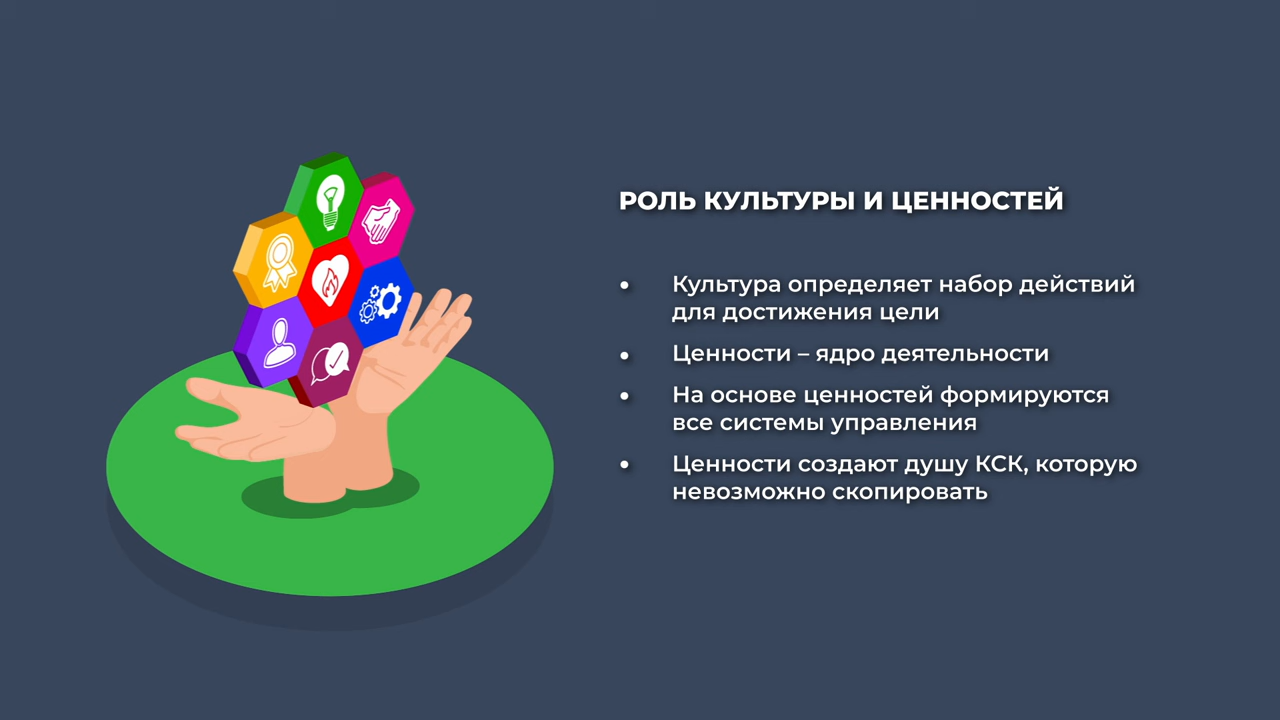 РОЛЬ КУЛЬТУРЫ И ЦЕННОСТЕЙ
• Культура определяет набор действий
для достижения цели
• Ценности – ядро деятельности
• На основе ценностей формируются
все системы управления
• Ценности создают душу КСК, которую
невозможно скопировать